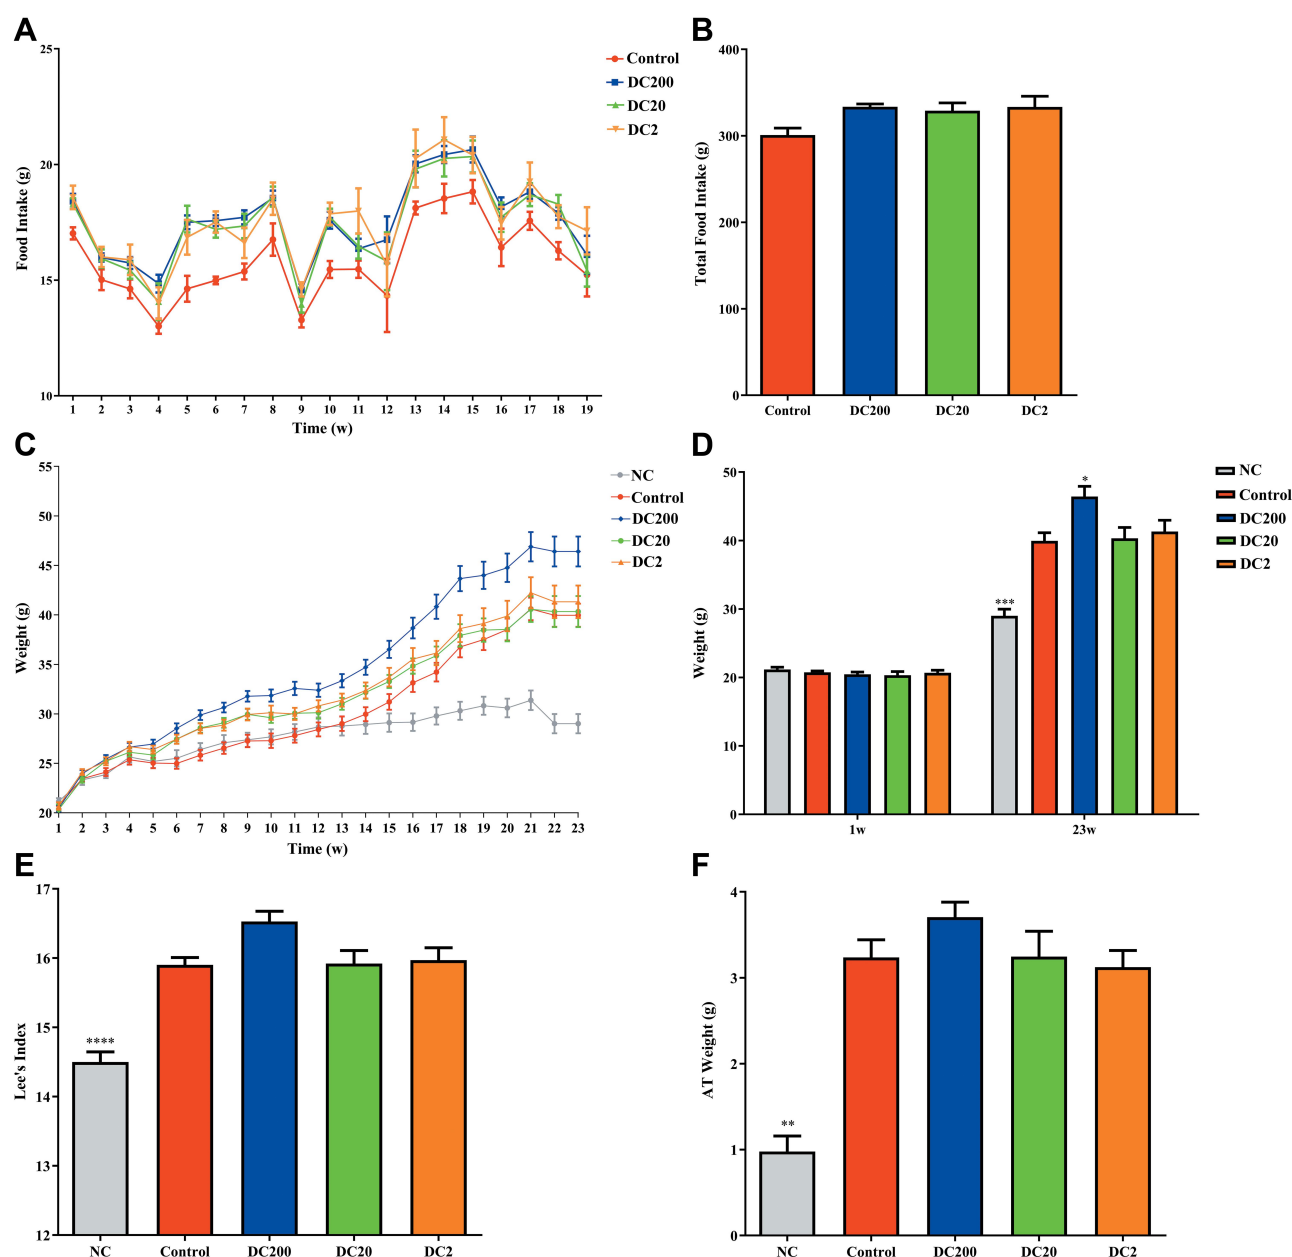 A
25
20
15
10
Food Intake (g)
1 2 3 4 5 6 7 8 9 10 11 12 13 14 15 16 17 18 19
Time (w)
Control
DC200
DC20
DC2
B
400
300
200
100
0
Total Food Intake (g)
Control DC200 DC20 DC2
C
55
50
45
40
35
30
25
20
Weight (g)
1 2 3 4 5 6 7 8 9 10 11 12 13 14 15 16 17 18 19 20 21 22 23
Time (w)
NC
Control
DC200
DC20
DC2
D
50
40
30
20
10
0
Weight (g)
***
*
1w 23w
NC
Control
DC200
DC20
DC2
E
17
16
15
14
13
12
Lee's Index
****
NC Control DC200 DC20 DC2
F
4
3
2
1
0
AT Weight (g)
**
NC Control DC200 DC20 DC2